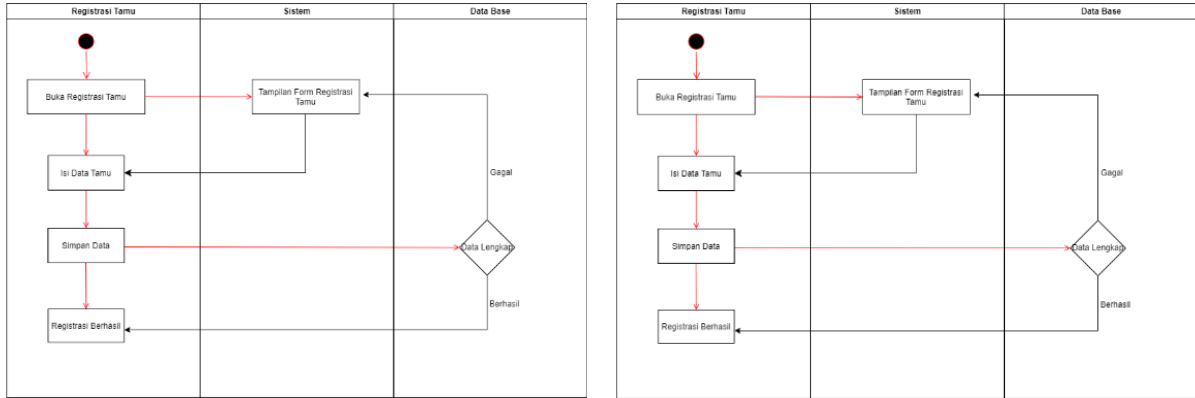 Registrasi Tamu
Sistem
Data Base
Buka Registrasi Tamu
Tampilan Form Registrasi
Tamu
Isi Data Tamu
Gagal
Simpan Data
Data Lengkap
Berhasil
Registrasi Berhasil
Registrasi Tamu
Sistem
Data Base
Buka Registrasi Tamu
Tampilan Form Registrasi
Tamu
Isi Data Tamu
Gagal
Simpan Data
Data Lengkap
Berhasil
Registrasi Berhasil